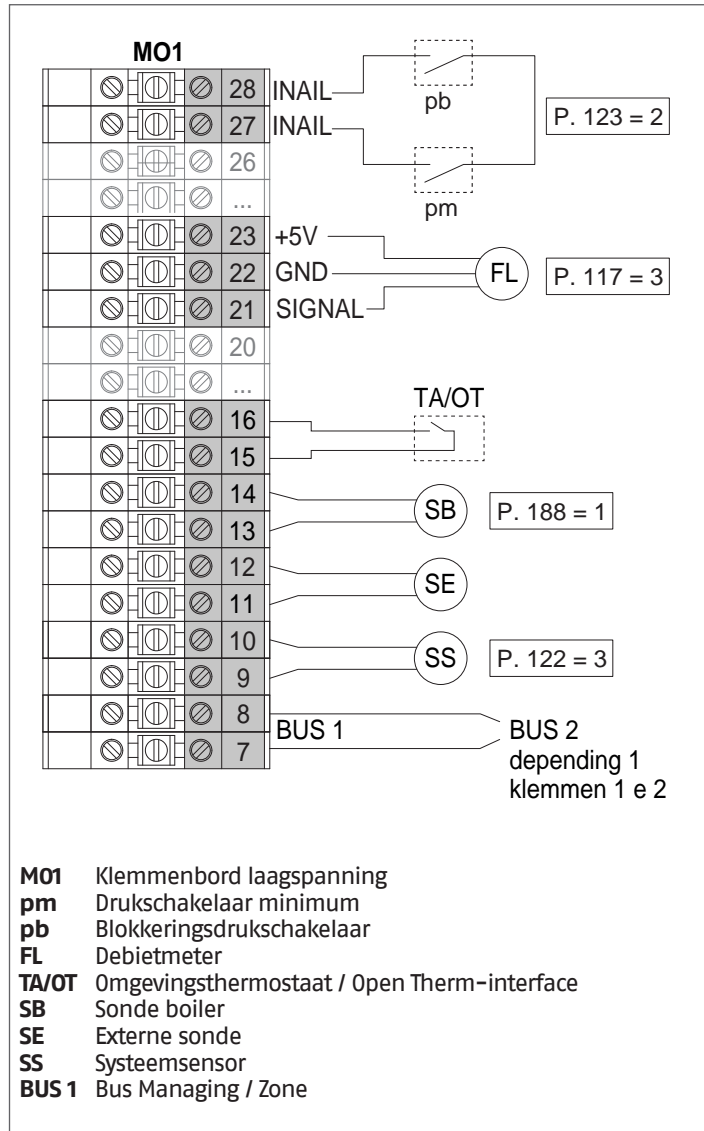 MO1
28 INAIL
pb
27 INAIL
P. 123 = 2
26
pm
...
23 +5V
22 GND FL P. 117 = 3
21 SIGNAL
20
...
TA/OT
16
15
14
SB P. 188 = 1
13
12
SE
11
10
SS P. 122 = 3
9
8
BUS 1 BUS 2
7
depending 1
klemmen 1 e 2
MO1 Klemmenbord laagspanning
pm Drukschakelaar minimum
pb Blokkeringsdrukschakelaar
FL Debietmeter
TA/OT Omgevingsthermostaat / Open Therm-interface
SB Sonde boiler
SE Externe sonde
SS Systeemsensor
BUS 1 Bus Managing / Zone